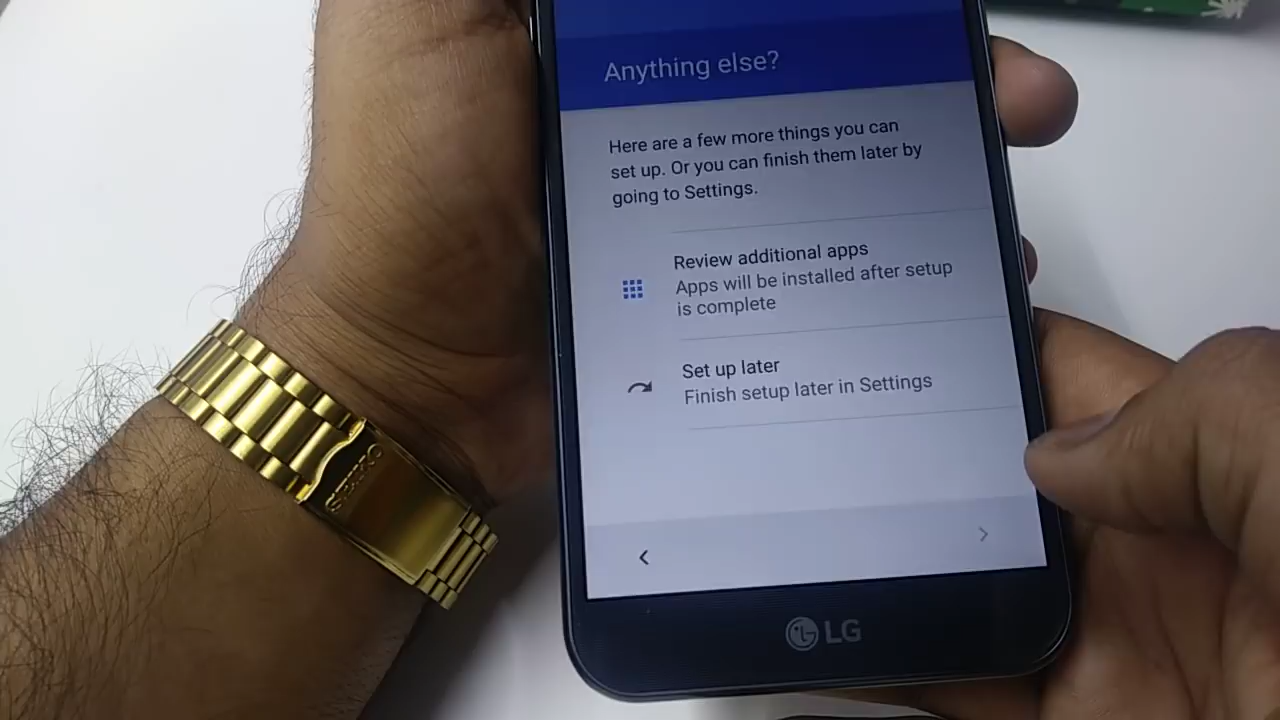 Anything else?
Here are a few more things you can
set up. Or you can finish them later by
going to Settings.
Review additional apps
Apps will be installed after setup
is complete
Set up later
Finish setup later in Settings
LG
SEIKO